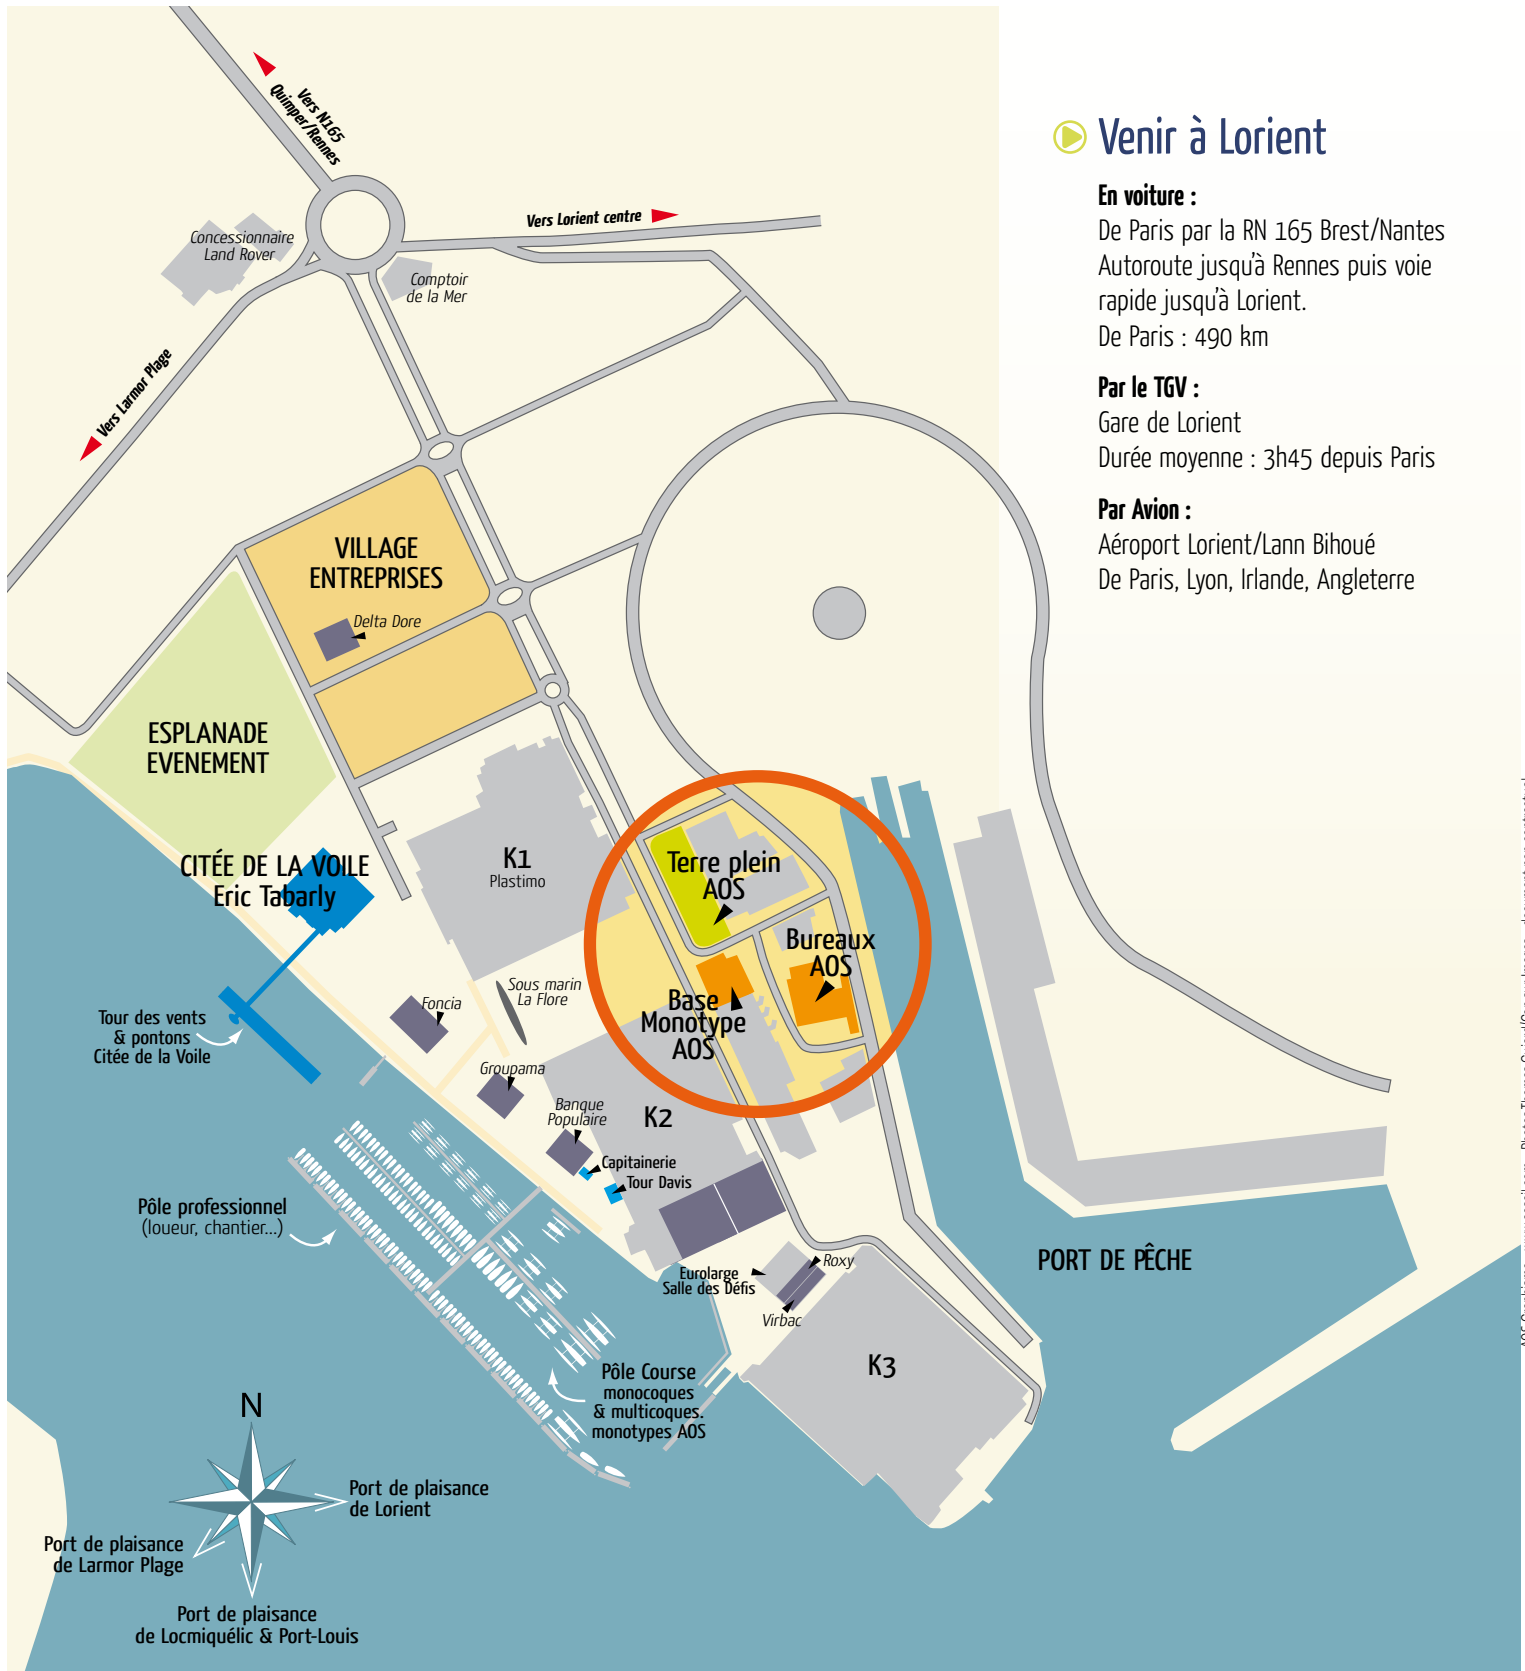 Venir à Lorient
En voiture :
De Paris par la RN 165 Brest/Nantes
Autoroute jusqu'à Rennes puis voie
rapide jusqu'à Lorient.
De Paris : 490 km
Par le TGV :
Gare de Lorient
Durée moyenne : 3h45 depuis Paris
Par Avion :
Aéroport Lorient/Lann Bihoué
De Paris, Lyon, Irlande, Angleterre
Vers N165
Quimper/Rennes
Vers Lorient centre
Concessionnaire
Land Rover
Comptoir
de la Mer
Vers Larmor Plage
VILLAGE
ENTREPRISES
Delta Dore
ESPLANADE
EVENEMENT
CITÉE DE LA VOILE
Eric Tabarly
K1
Plastimo
Terre plein
AOS
Bureaux
AOS
Base
Monotype
AOS
Sous marin
La Flore
Foncia
Tour des vents
& pontons
Citée de la Voile
Groupama
Banque
Populaire
K2
Capitainerie
Tour Davis
Pôle professionnel
(loueur, chantier...)
Eurolarge
Salle des Défis
Roxy
Virbac
PORT DE PÊCHE
K3
Pôle Course
monocoques
& multicoques.
monotypes AOS
N
Port de plaisance
de Lorient
Port de plaisance
de Larmor Plage
Port de plaisance
de Locmiquélic & Port-Louis